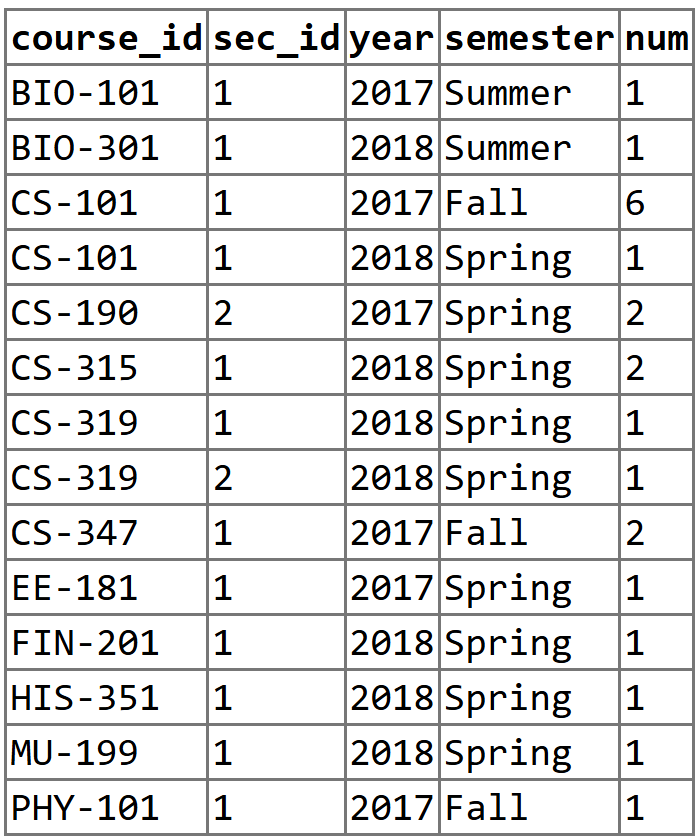 course_id sec_id year semester num
BIO-101 1 2017 Summer 1
BIO-301 1 2018 Summer 1
CS-101 1 2017 Fall 6
CS-101 1 2018 Spring 1
CS-190 2 2017 Spring 2
CS-315 1 2018 Spring 2
CS-319 1 2018 Spring 1
CS-319 2 2018 Spring 1
CS-347 1 2017 Fall 2
EE-181 1 2017 Spring 1
FIN-201 1 2018 Spring 1
HIS-351 1 2018 Spring 1
MU-199 1 2018 Spring 1
PHY-101 1 2017 Fall 1